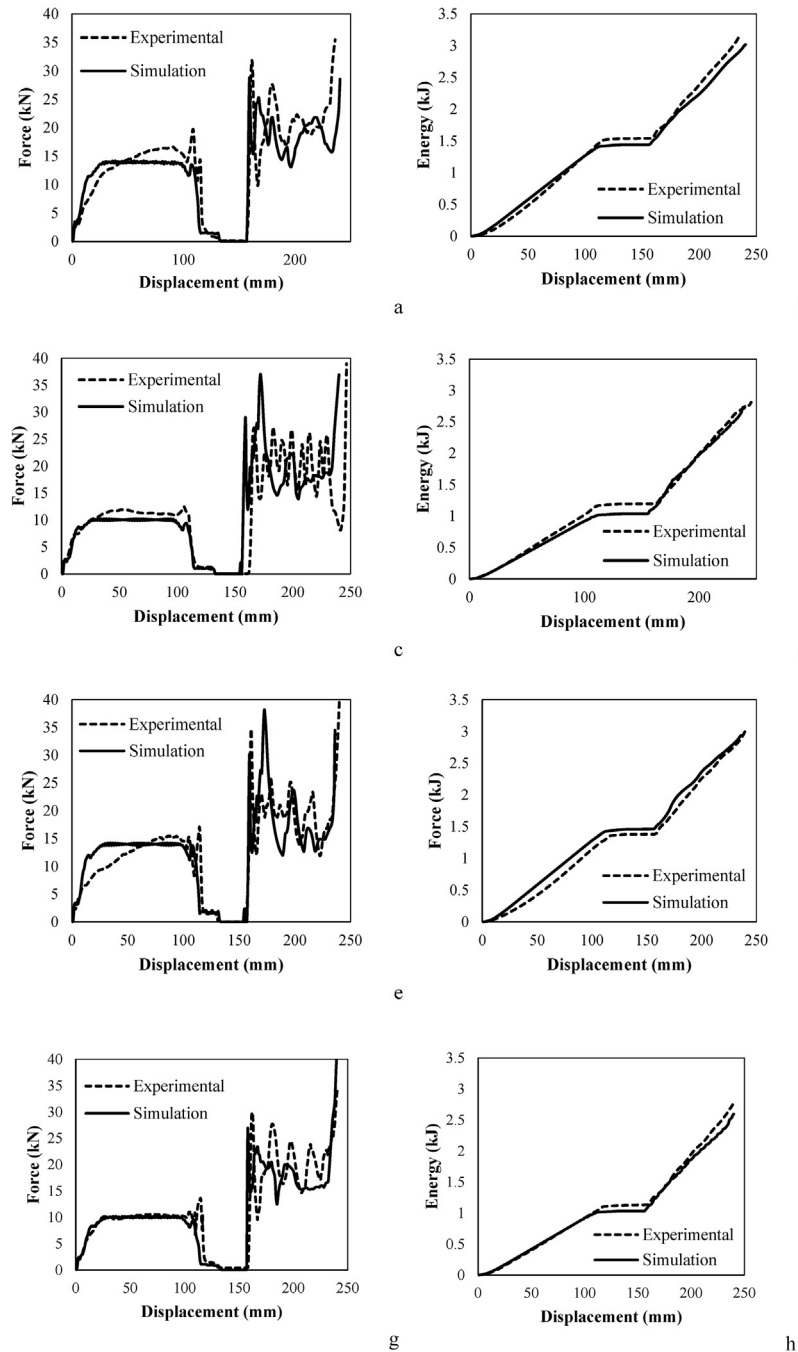 40
35
30
25
20
15
10
5
0
Force (kN)
Experimental
Simulation
0 50 100 150 200
Displacement (mm)
3.5
3
2.5
2
1.5
1
0.5
0
Energy (kJ)
Experimental
Simulation
0 50 100 150 200 250
Displacement (mm)
a
40
35
30
25
20
15
10
5
0
Force (kN)
Experimental
Simulation
0 50 100 150 200 250
Displacement (mm)
3.5
3
2.5
2
1.5
1
0.5
0
Energy (kJ)
Experimental
Simulation
0 100 200
Displacement (mm)
c
40
35
30
25
20
15
10
5
0
Force (kN)
Experimental
Simulation
0 50 100 150 200 250
Displacement (mm)
3.5
3
2.5
2
1.5
1
0.5
0
Force (kN)
Experimental
Simulation
0 50 100 150 200 250
Displacement (mm)
e
40
35
30
25
20
15
10
5
0
Force (kN)
Experimental
Simulation
0 50 100 150 200 250
Displacement (mm)
3.5
3
2.5
2
1.5
1
0.5
0
Energy (kJ)
Experimental
Simulation
0 50 100 150 200 250
Displacement (mm)
g
h